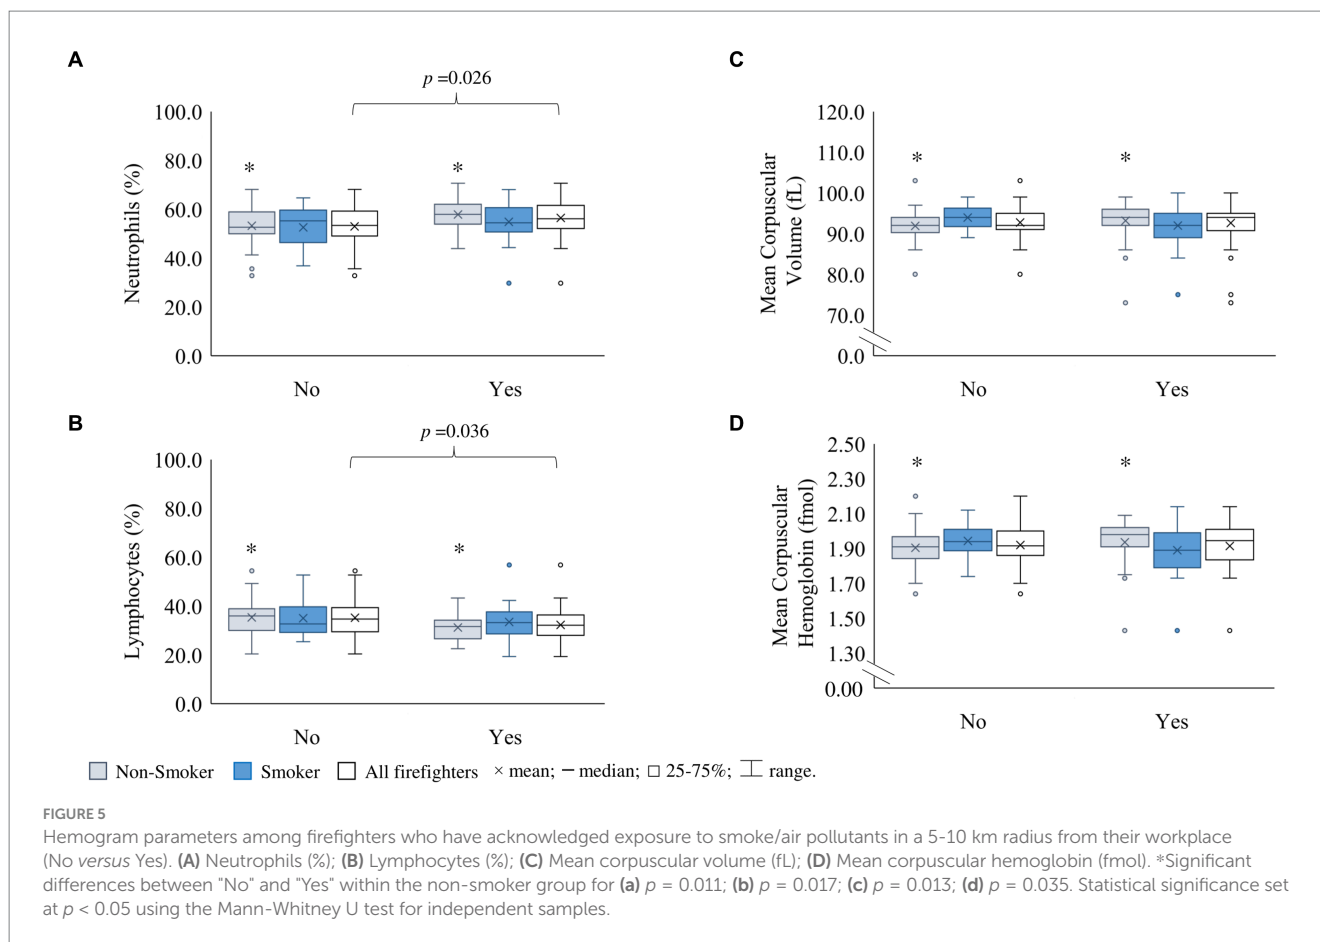 A
p =0.026
100.0
80.0
60.0
40.0
20.0
0.0
Neutrophils (%)
* *
No Yes
B
p =0.036
100.0
80.0
60.0
40.0
20.0
0.0
Lymphocytes (%)
* *
No Yes
C
120.0
110.0
100.0
90.0
80.0
70.0
0.0
Mean Corpuscular
Volume (fL)
* *
No Yes
D
2.50
2.30
2.10
1.90
1.70
1.50
1.30
0.00
Mean Corpuscular
Hemoglobin (fmol)
* *
No Yes
Non-Smoker Smoker All firefighters × mean; − median; □ 25-75%; range.
FIGURE 5
Hemogram parameters among firefighters who have acknowledged exposure to smoke/air pollutants in a 5-10 km radius from their workplace
(No versus Yes). (A) Neutrophils (%); (B) Lymphocytes (%); (C) Mean corpuscular volume (fL); (D) Mean corpuscular hemoglobin (fmol). *Significant
differences between "No" and "Yes" within the non-smoker group for (a) p = 0.011; (b) p = 0.017; (c) p = 0.013; (d) p = 0.035. Statistical significance set
at p < 0.05 using the Mann-Whitney U test for independent samples.